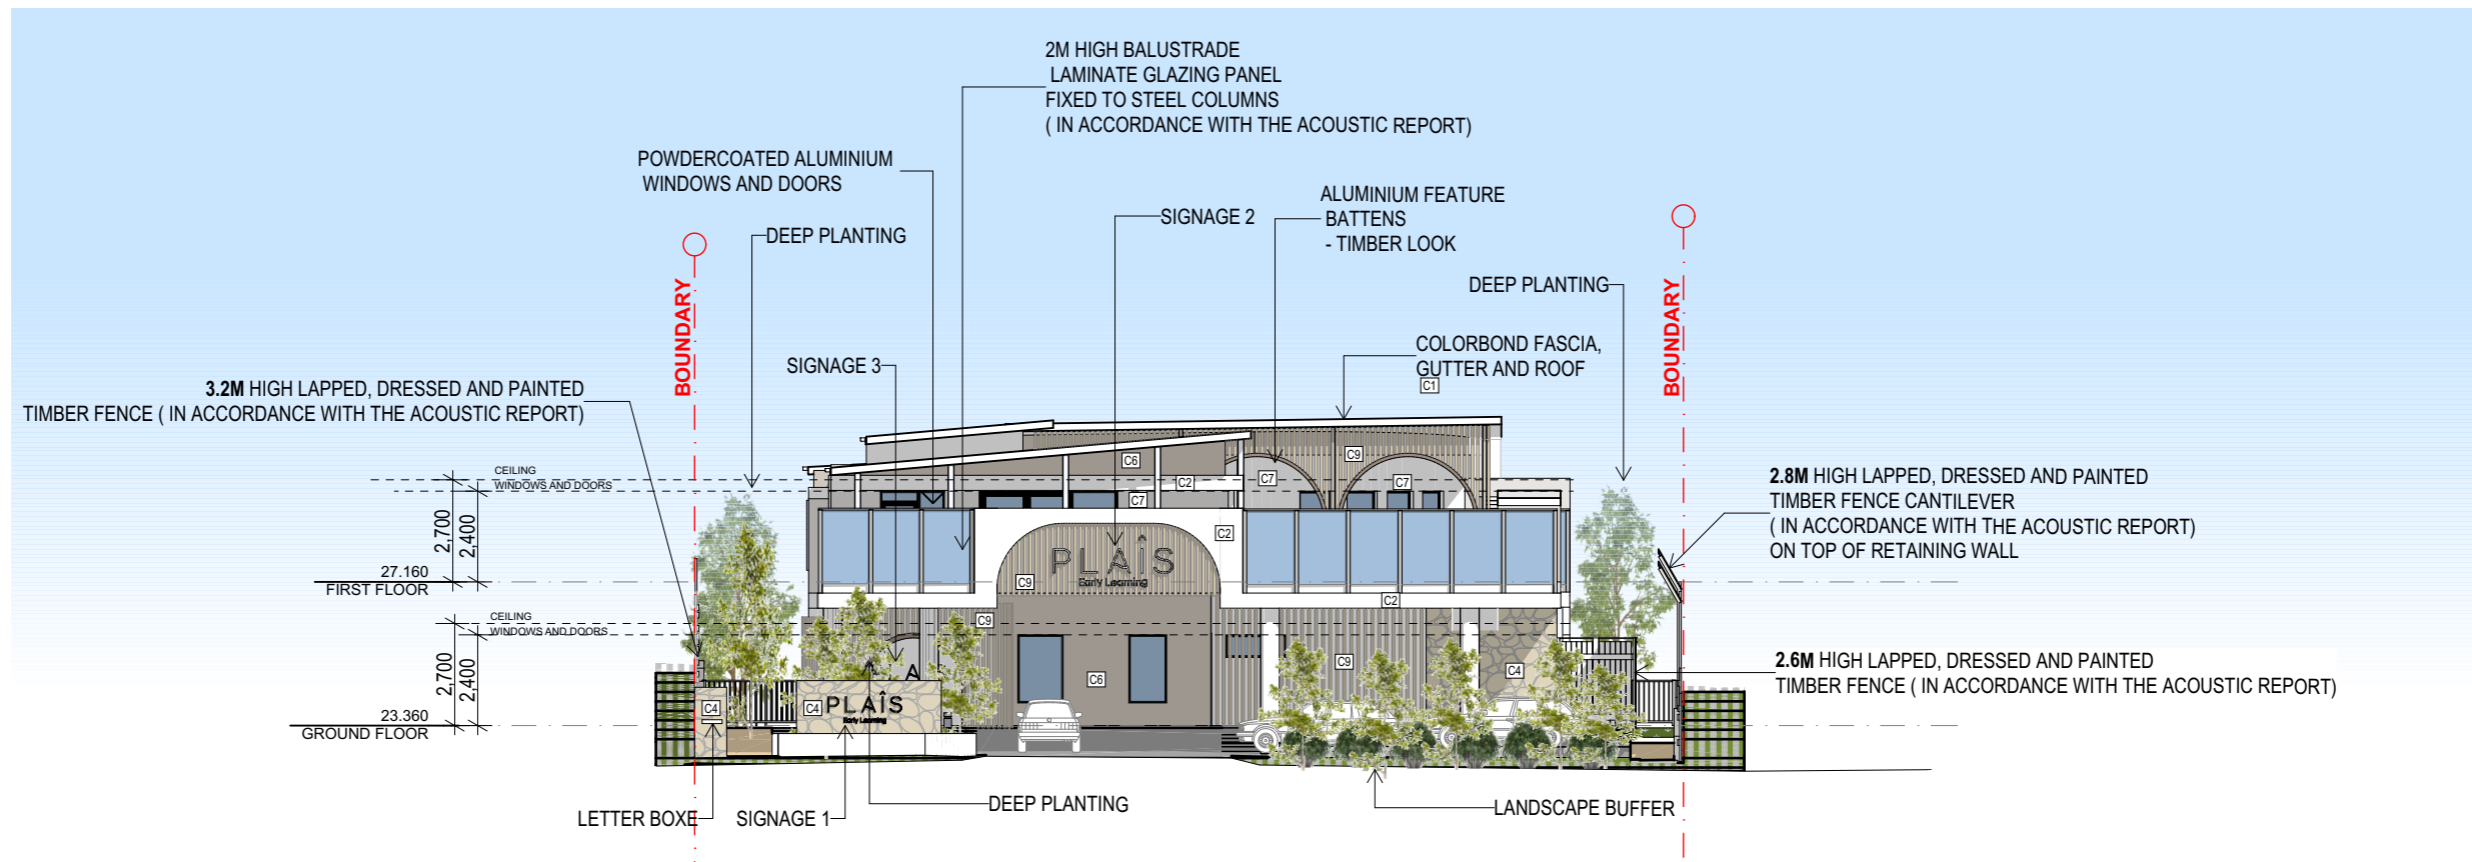 2M HIGH BALUSTRADE
LAMINATE GLAZING PANEL
FIXED TO STEEL COLUMNS
( IN ACCORDANCE WITH THE ACOUSTIC REPORT)
POWDERCOATED ALUMINIUM
WINDOWS AND DOORS
ALUMINIUM FEATURE
BATTENS
- TIMBER LOOK
SIGNAGE 2
DEEP PLANTING
DEEP PLANTING
BOUNDARY
BOUNDARY
COLORBOND FASCIA,
GUTTER AND ROOF
C1
SIGNAGE 3
3.2M HIGH LAPPED, DRESSED AND PAINTED
TIMBER FENCE ( IN ACCORDANCE WITH THE ACOUSTIC REPORT)
2.8M HIGH LAPPED, DRESSED AND PAINTED
TIMBER FENCE CANTILEVER
( IN ACCORDANCE WITH THE ACOUSTIC REPORT)
ON TOP OF RETAINING WALL
CEILING
WINDOWS AND DOORS
2,700
2,400
27.160
FIRST FLOOR
C6
C9
C2
C7
C7
C7
C2
PLAÎS
Early Learning
C9
C2
CEILING
WINDOWS AND DOORS
2,700
2,400
23.360
GROUND FLOOR
C9
C9
C4
C6
A
C4
C4
PLAÎS
Early Learning
2.6M HIGH LAPPED, DRESSED AND PAINTED
TIMBER FENCE ( IN ACCORDANCE WITH THE ACOUSTIC REPORT)
LETTER BOXE
SIGNAGE 1
DEEP PLANTING
LANDSCAPE BUFFER